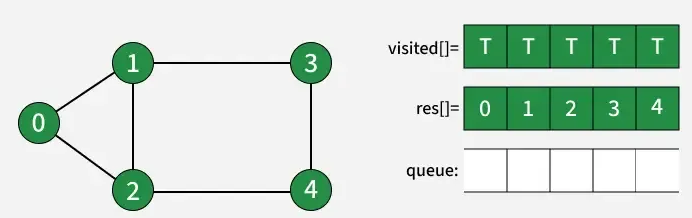 1 3
0
2 4
visited[]= T T T T T
res[]= 0 1 2 3 4
queue: